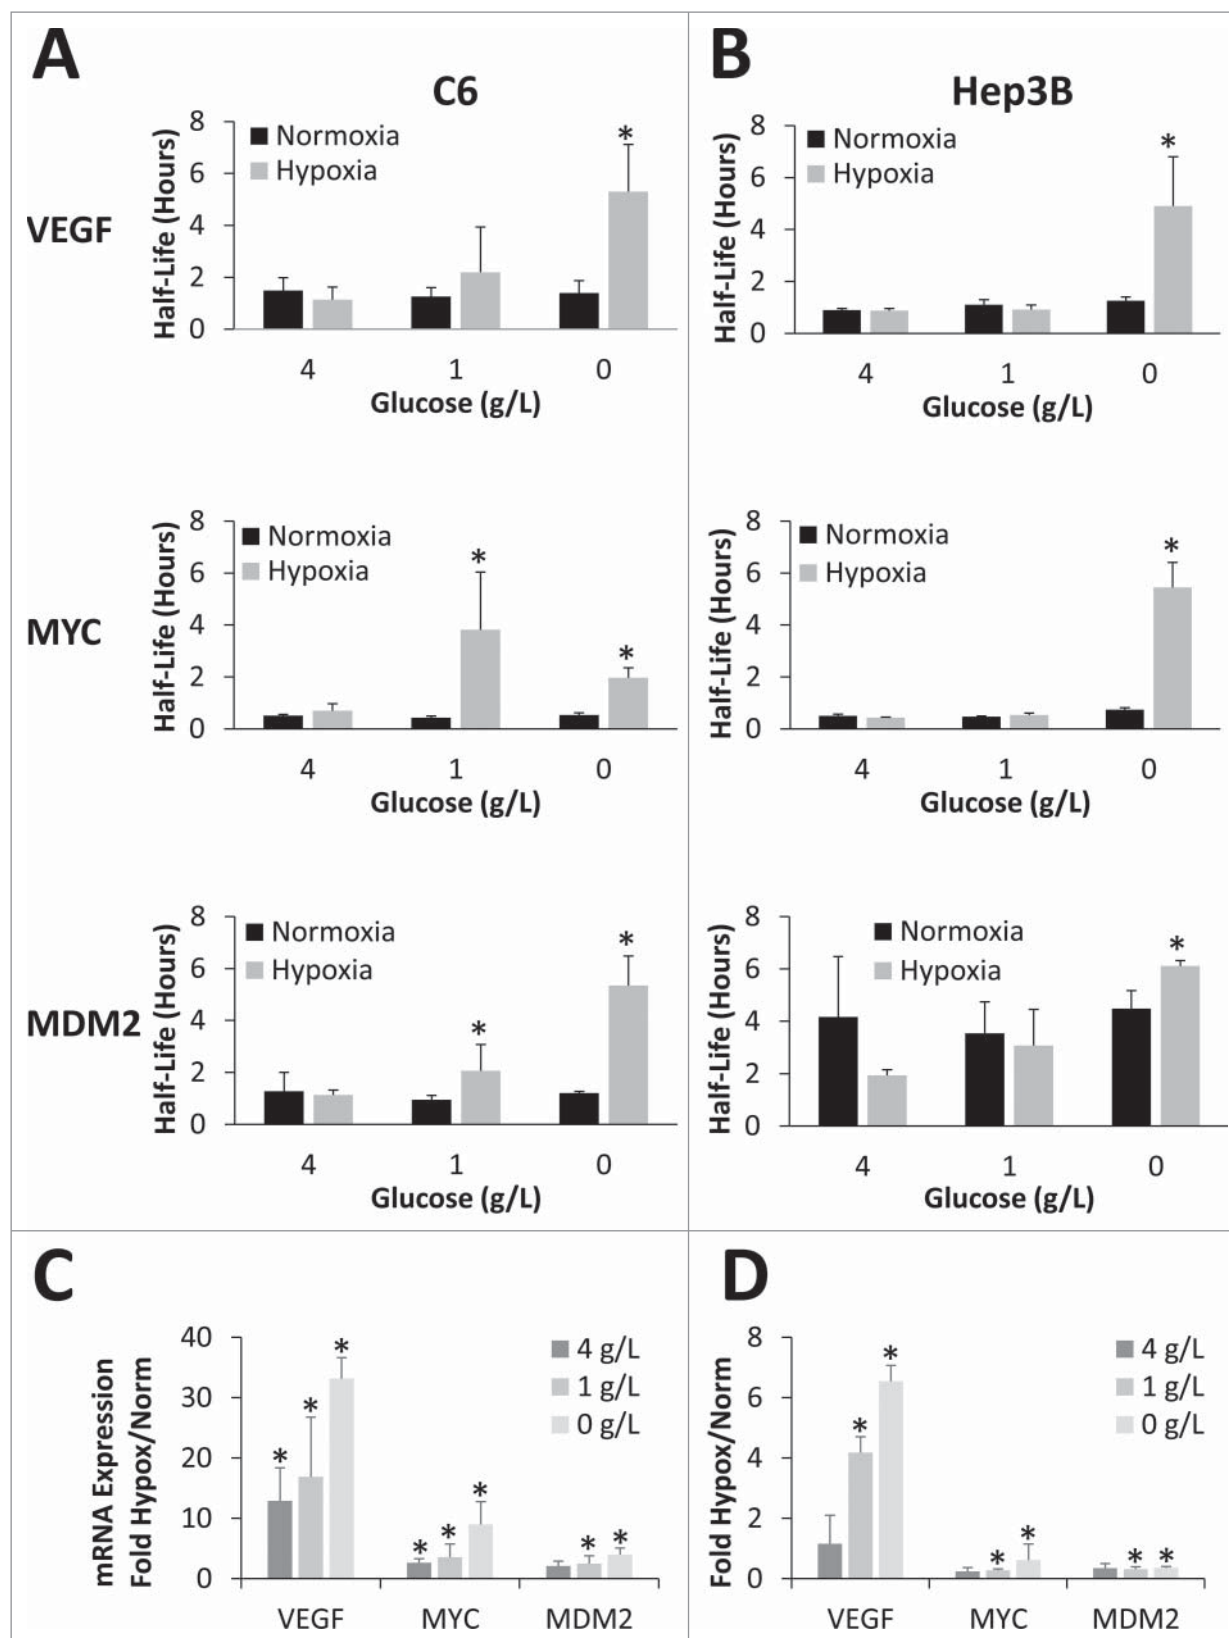 A
C6
VEGF
Half-Life (Hours)
8
6
4
2
0
Normoxia
Hypoxia
*
4 1 0
Glucose (g/L)
B
Hep3B
Half-Life (Hours)
8
6
4
2
0
Normoxia
Hypoxia
*
4 1 0
Glucose (g/L)
MYC
Half-Life (Hours)
8
6
4
2
0
Normoxia
Hypoxia
* *
4 1 0
Glucose (g/L)
Half-Life (Hours)
8
6
4
2
0
Normoxia
Hypoxia
*
4 1 0
Glucose (g/L)
MDM2
Half-Life (Hours)
8
6
4
2
0
Normoxia
Hypoxia
* *
4 1 0
Glucose (g/L)
Half-Life (Hours)
8
6
4
2
0
Normoxia
Hypoxia
*
4 1 0
Glucose (g/L)
C
mRNA Expression
Fold Hypox/Norm
40
30
20
10
0
4 g/L
1 g/L
0 g/L
* * * * * * * *
VEGF MYC MDM2
D
Fold Hypox/Norm
8
6
4
2
0
4 g/L
1 g/L
0 g/L
* * * * * *
VEGF MYC MDM2